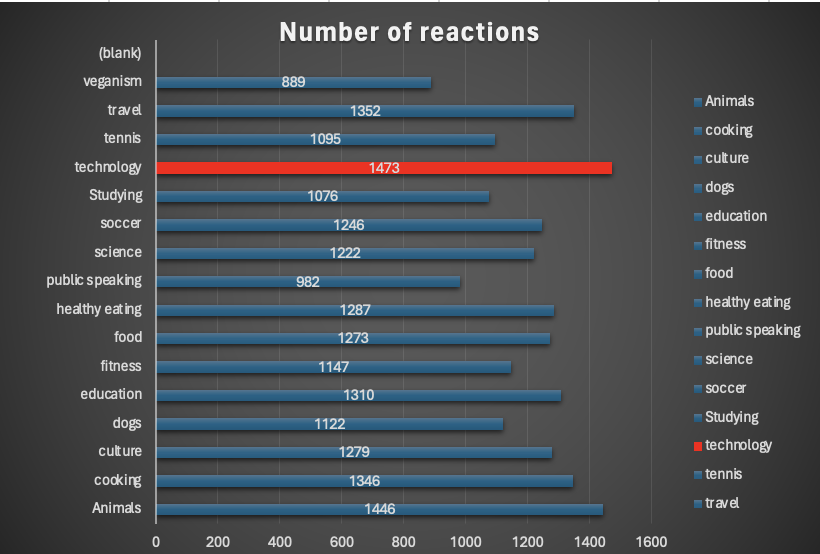 Number of reactions
(blank)
veganism 889
travel 1352
tennis 1095
technology 1473
Studying 1076
soccer 1246
science 1222
public speaking 982
healthy eating 1287
food 1273
fitness 1147
education 1310
dogs 1122
culture 1279
cooking 1346
Animals 1446
0 200 400 600 800 1000 1200 1400 1600
Animals
cooking
culture
dogs
education
fitness
food
healthy eating
public speaking
science
soccer
Studying
technology
tennis
travel